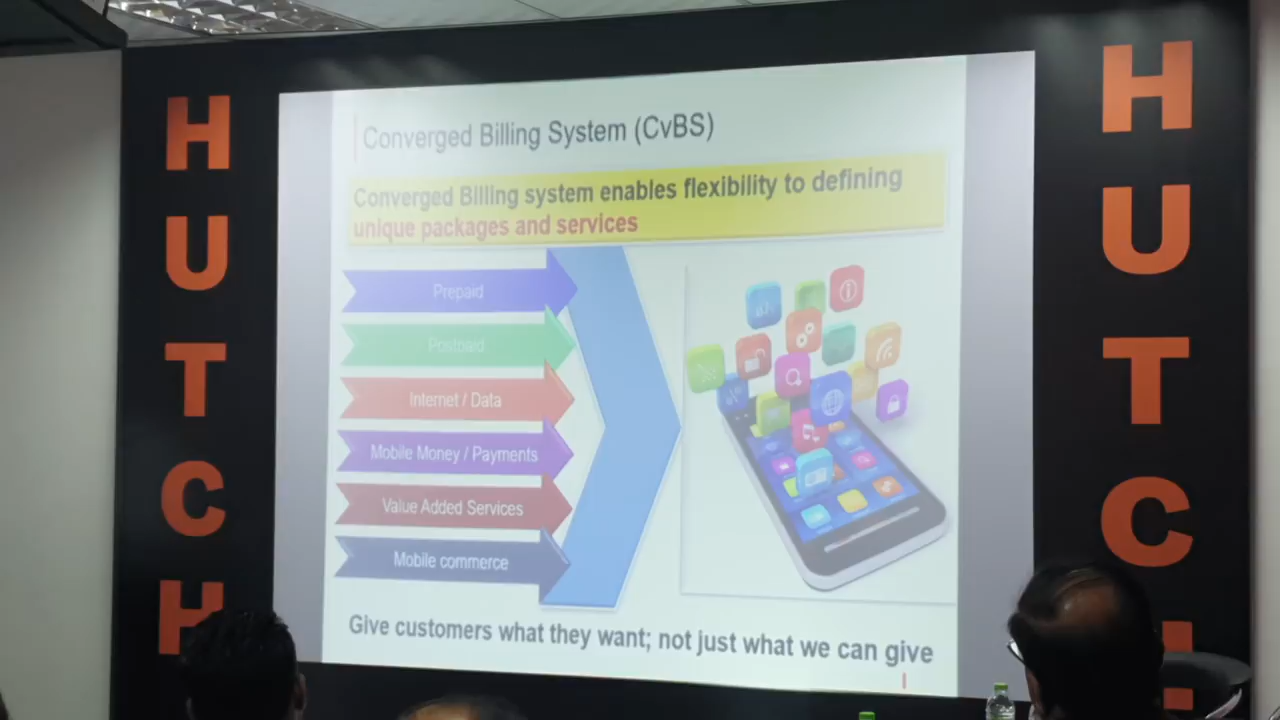 HUTCH
Converged Billing System (CvBS)
Converged Billing system enables flexibility to defining
unique packages and services
Prepaid
Postpaid
Internet / Data
Mobile Money / Payments
Value Added Services
Mobile commerce
Give customers what they want; not just what we can give
HUTCH